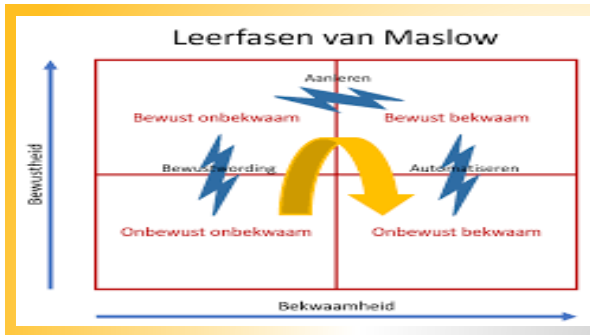 Leerfasen van Maslow
Aanleren
Bewust onbekwaam
Bewust bekwaam
Bewustheid
Bewustwording
Automatiseren
Onbewust onbekwaam
Onbewust bekwaam
Bekwaamheid